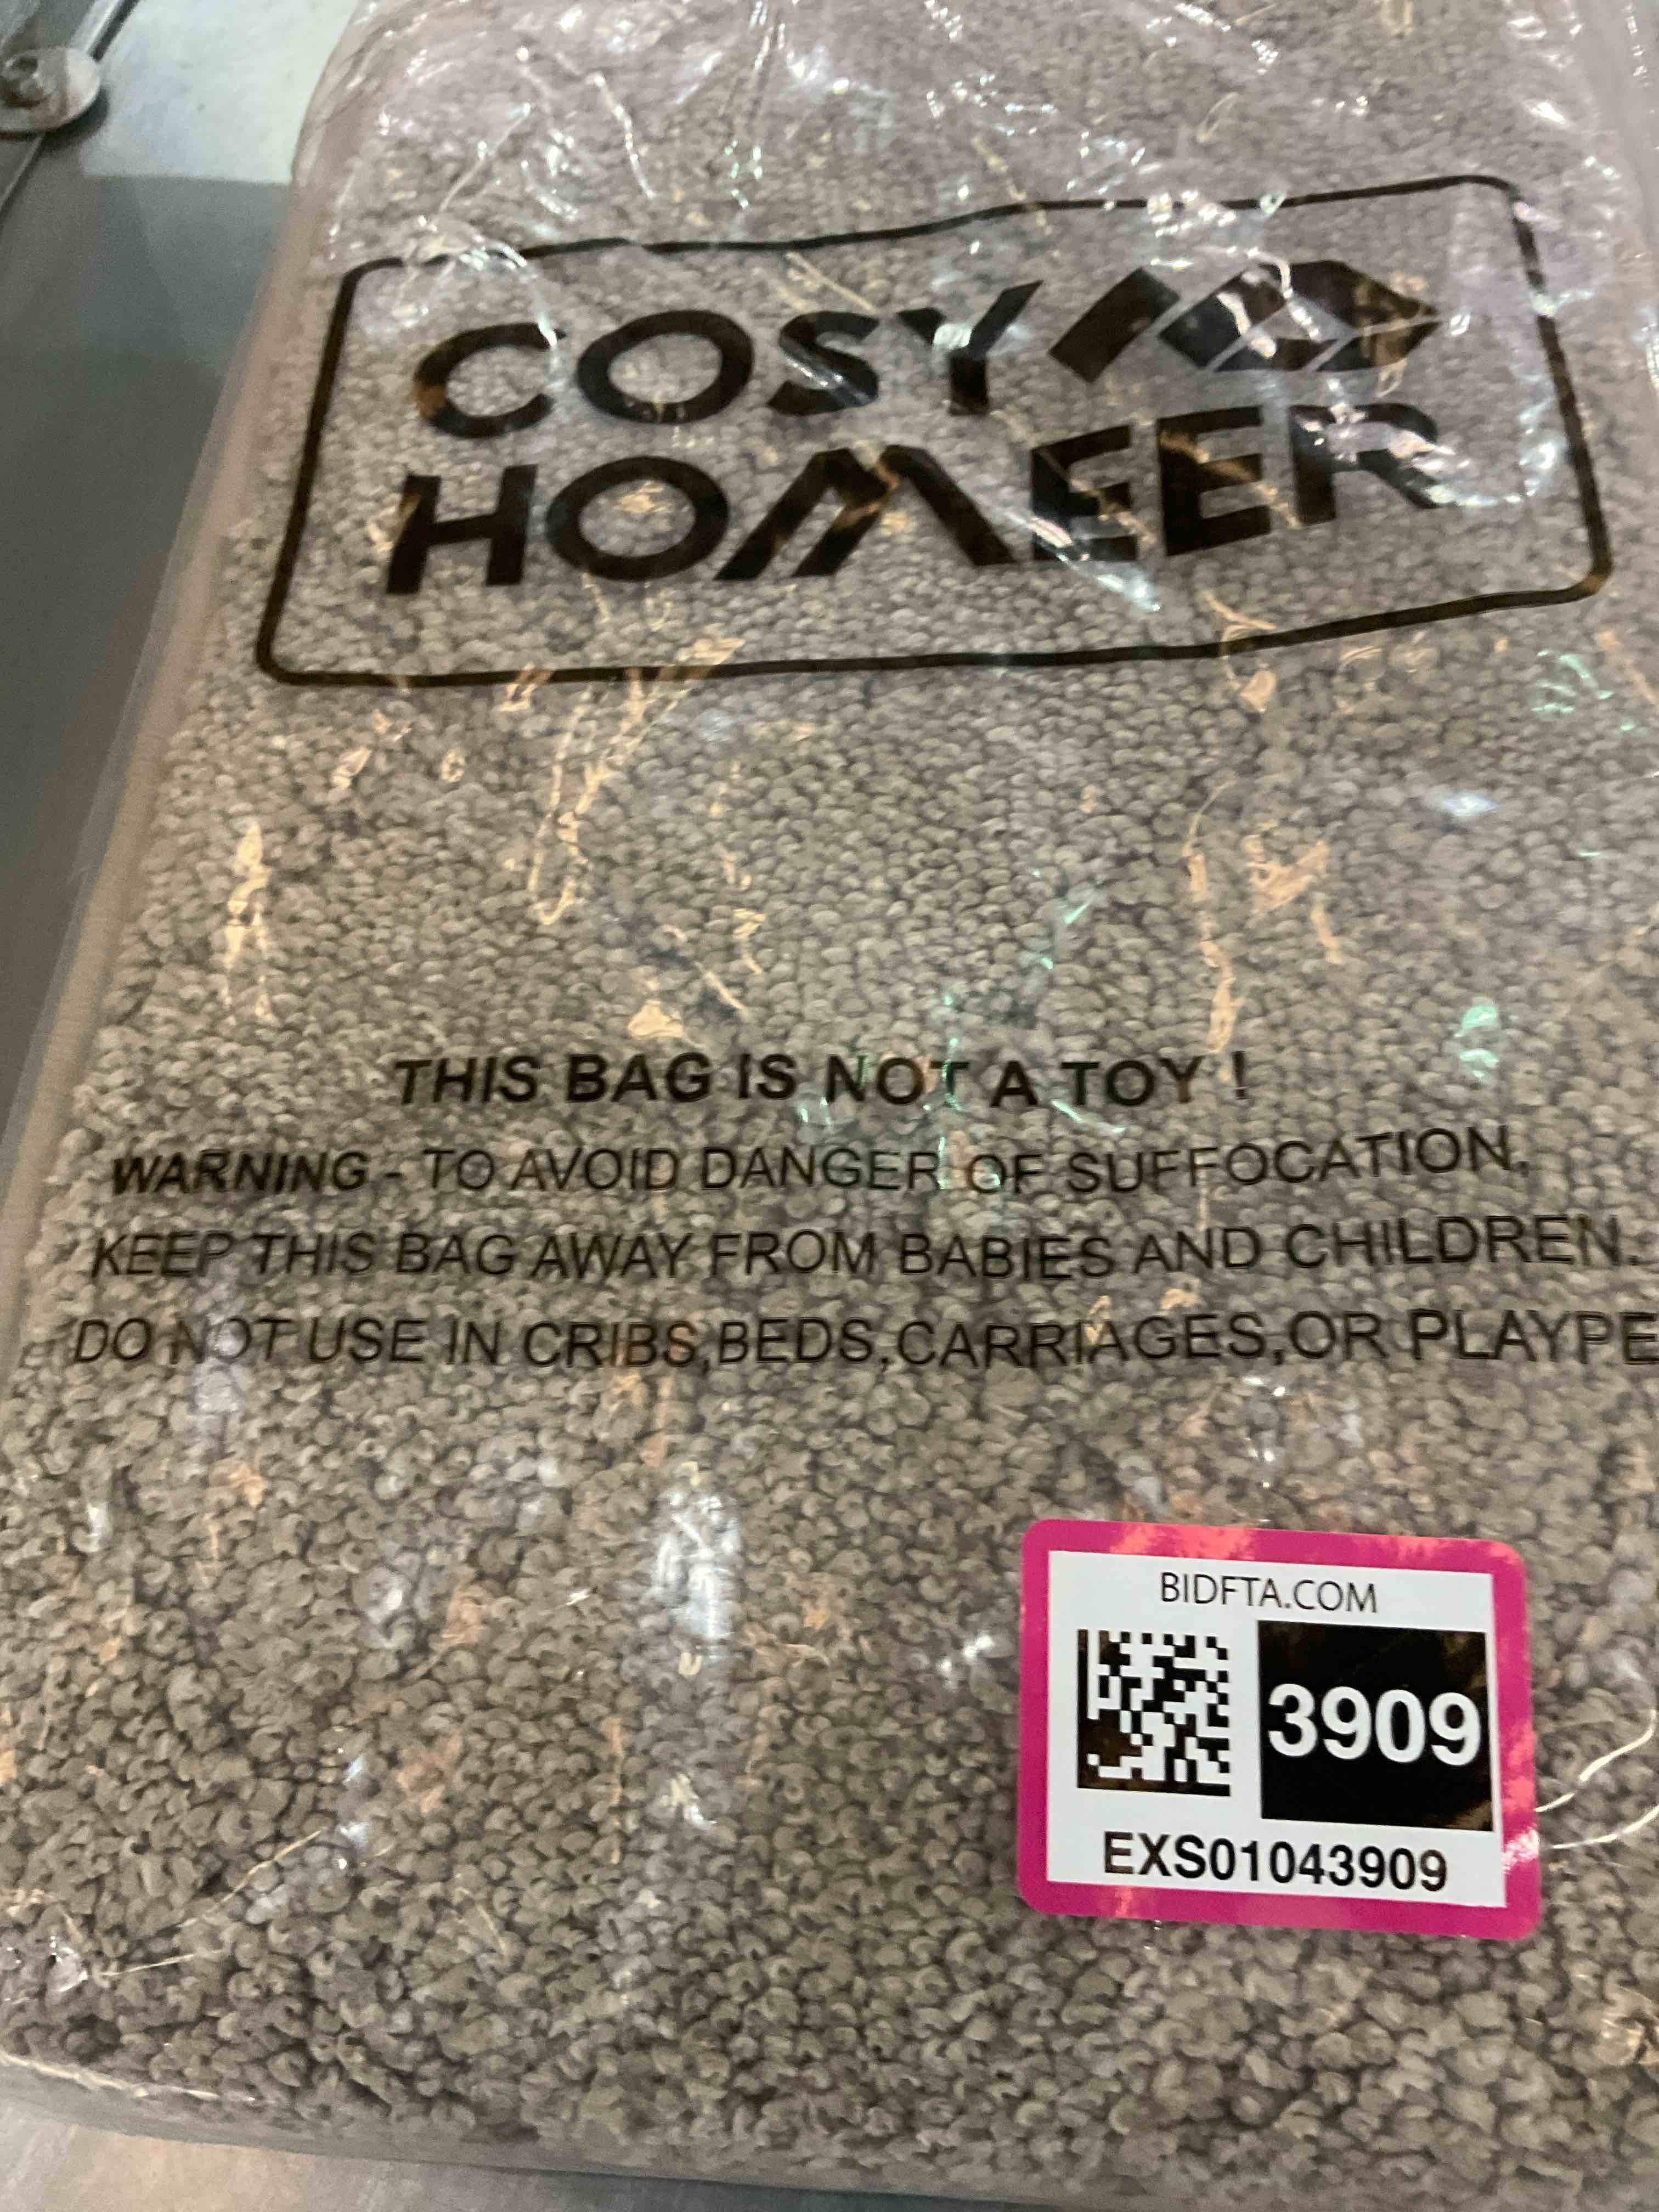 COSY
HOMEER
THIS BAG IS NOT A TOY !
WARNING - TO AVOID DANGER OF SUFFOCATION,
KEEP THIS BAG AWAY FROM BABIES AND CHILDREN.
DO NOT USE IN CRIBS,BEDS,CARRIAGES,OR PLAYPE
BIDFTA.COM
3909
EXS01043909